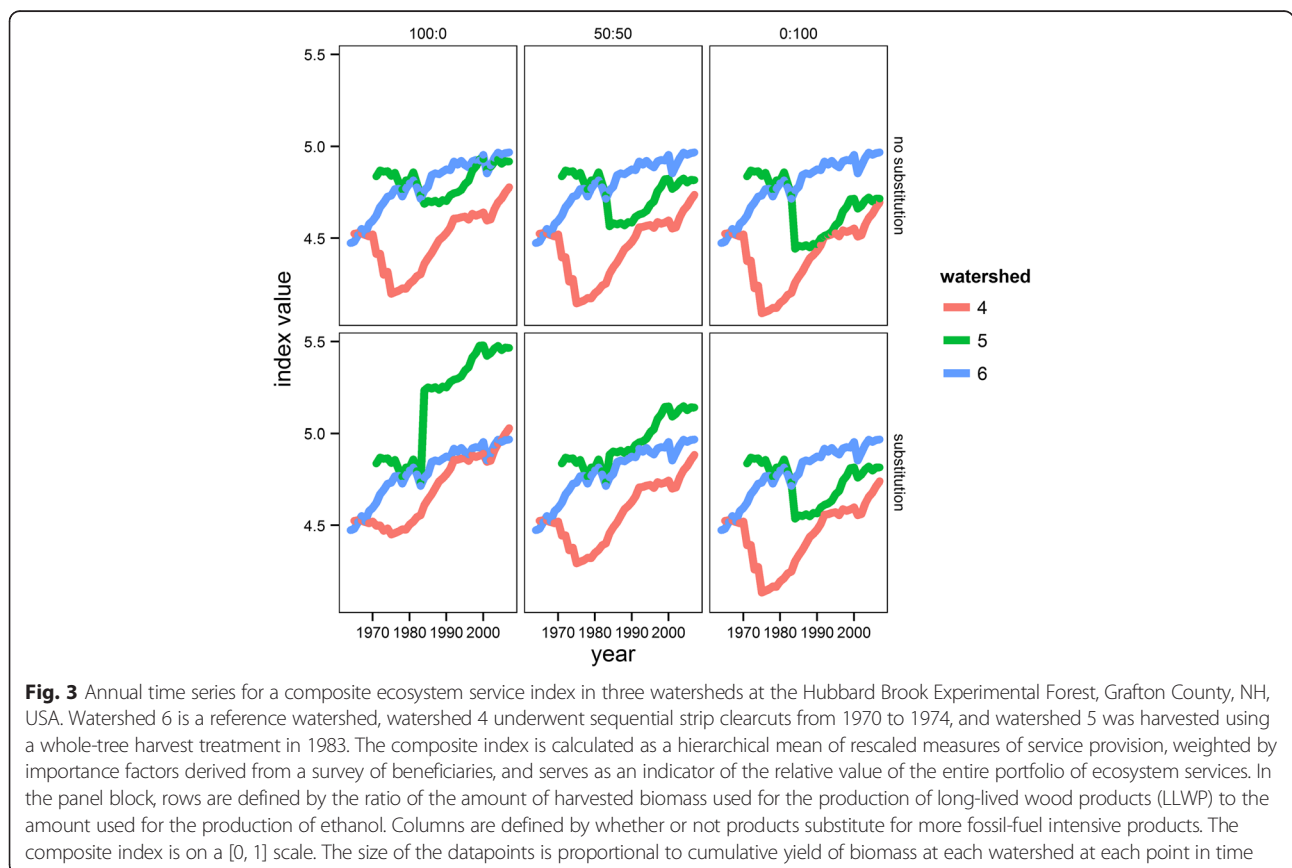 100:0 50:50 0:100
5.5
5.0
4.5
no substitution
index value
5.5
5.0
4.5
substitution
1970 1980 1990 2000 1970 1980 1990 2000 1970 1980 1990 2000
year
watershed
4
5
6
Fig. 3 Annual time series for a composite ecosystem service index in three watersheds at the Hubbard Brook Experimental Forest, Grafton County, NH,
USA. Watershed 6 is a reference watershed, watershed 4 underwent sequential strip clearcuts from 1970 to 1974, and watershed 5 was harvested using
a whole-tree harvest treatment in 1983. The composite index is calculated as a hierarchical mean of rescaled measures of service provision, weighted by
importance factors derived from a survey of beneficiaries, and serves as an indicator of the relative value of the entire portfolio of ecosystem services. In
the panel block, rows are defined by the ratio of the amount of harvested biomass used for the production of long-lived wood products (LLWP) to the
amount used for the production of ethanol. Columns are defined by whether or not products substitute for more fossil-fuel intensive products. The
composite index is on a [0, 1] scale. The size of the datapoints is proportional to cumulative yield of biomass at each watershed at each point in time